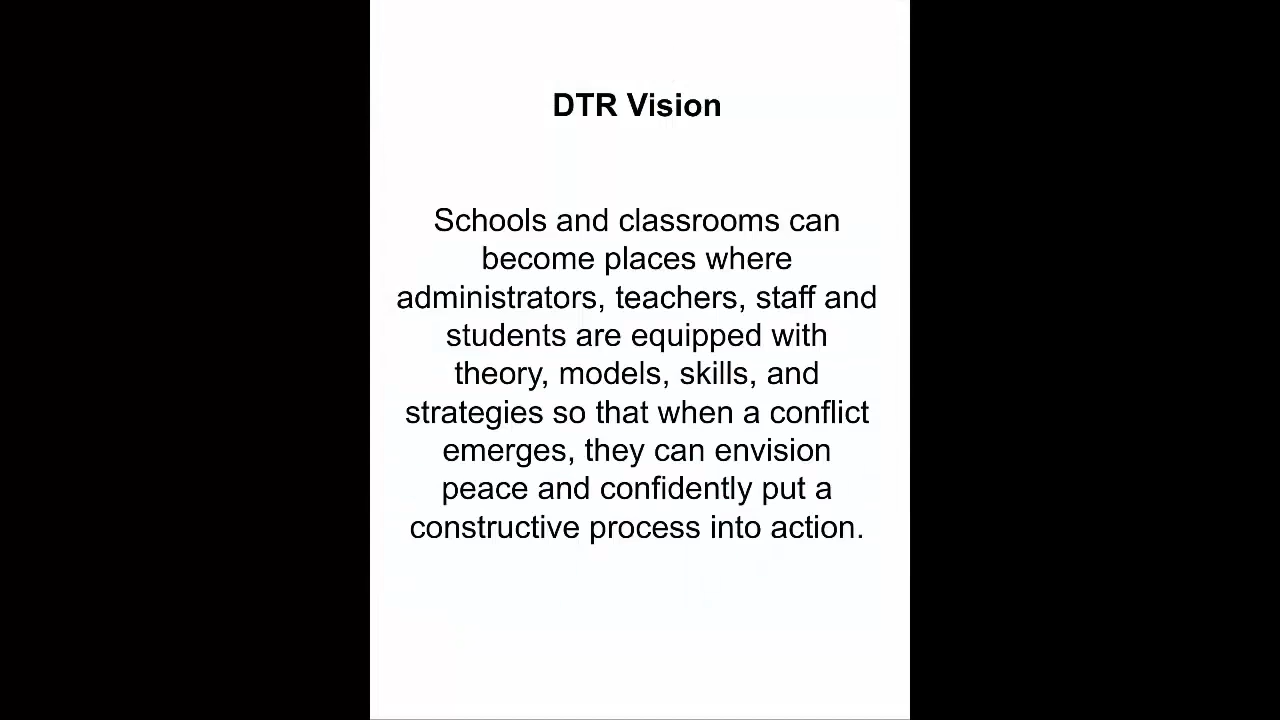 DTR Vision
Schools and classrooms can
become places where
administrators, teachers, staff and
students are equipped with
theory, models, skills, and
strategies so that when a conflict
emerges, they can envision
peace and confidently put a
constructive process into action.